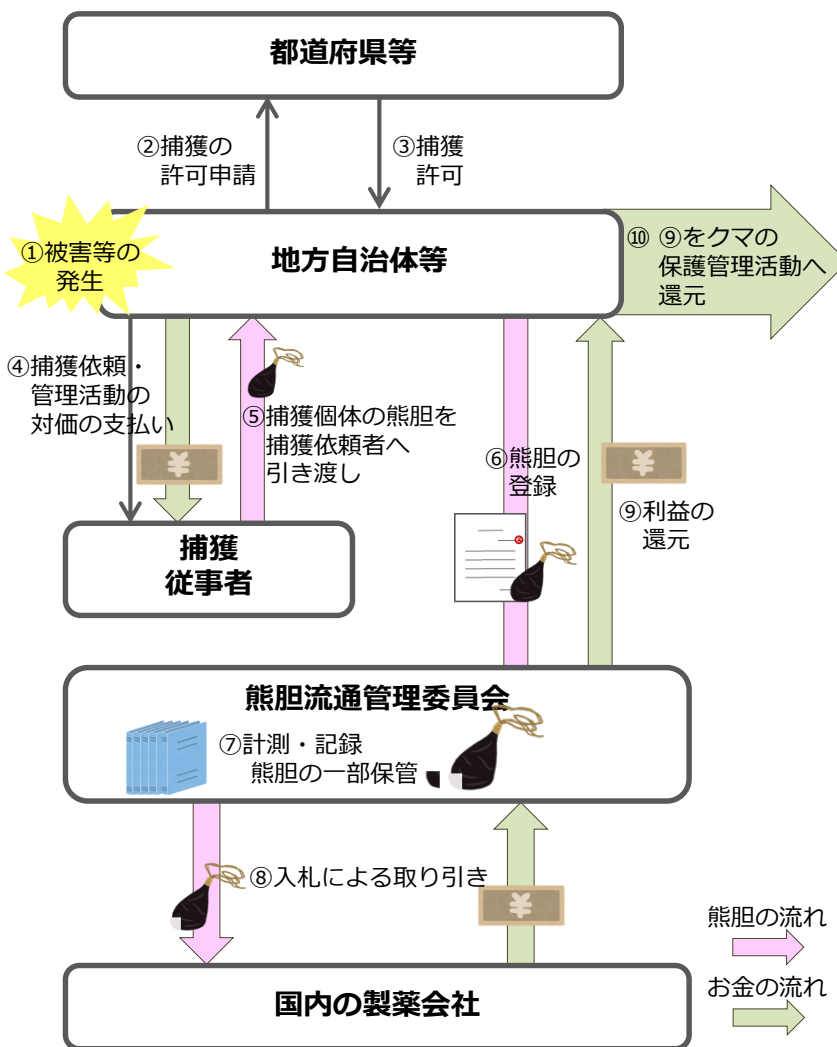 都道府県等
②捕獲の
許可申請
③捕獲
許可
①被害等の
発生
地方自治体等
⑩ ⑨をクマの
保護管理活動へ
還元
④捕獲依頼・
管理活動の
対価の支払い
¥
⑤捕獲個体の熊胆を
捕獲依頼者へ
引き渡し
⑥熊胆の
登録
¥
⑨利益の
還元
捕獲
従事者
熊胆流通管理委員会
⑦計測・記録
熊胆の一部保管
⑧入札による取り引き
¥
熊胆の流れ
お金の流れ
国内の製薬会社